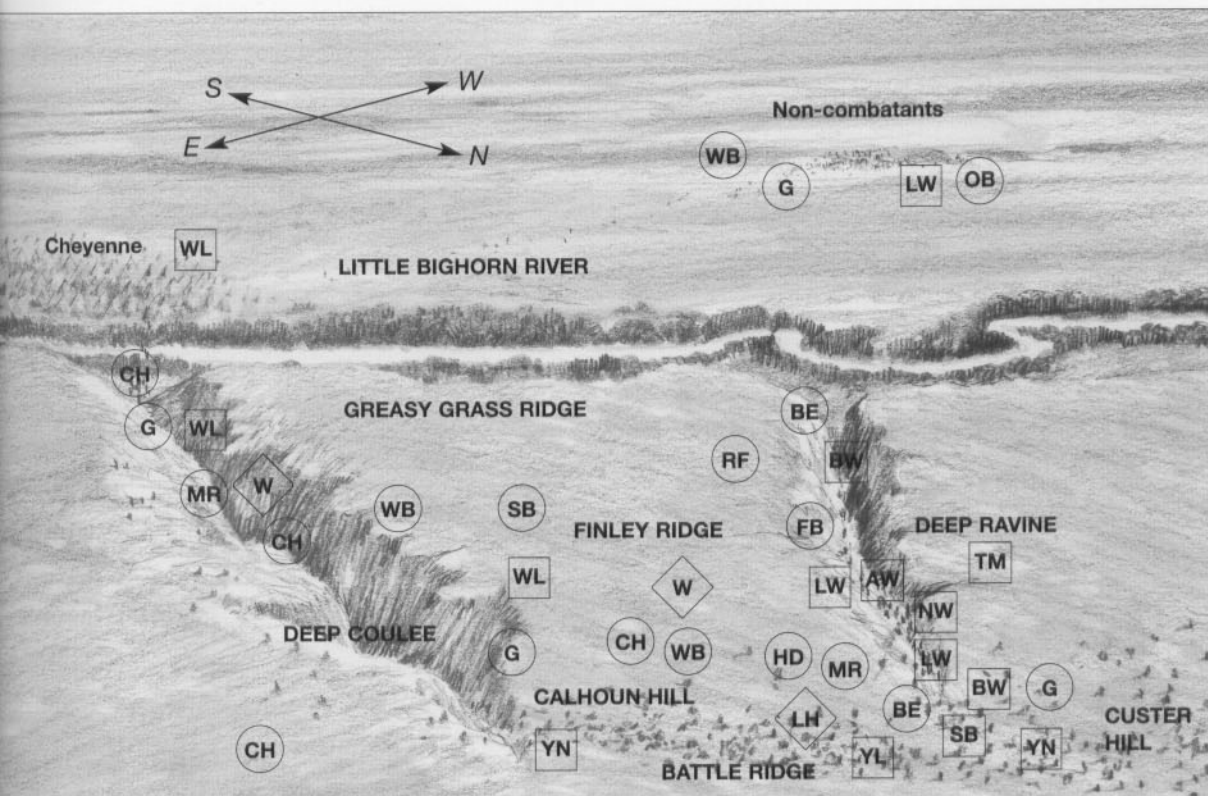 S
W
E
N
Non-combatants
WB
G
LW
OB
Cheyenne
WL
LITTLE BIGHORN RIVER
CH
G
WL
GREASY GRASS RIDGE
BE
RF
BW
MR
W
WB
SB
FINLEY RIDGE
FB
DEEP RAVINE
CH
WL
W
LW
AW
TM
NW
DEEP COULEE
G
CH
WB
HD
MR
LW
CALHOUN HILL
LH
BE
BW
G
CUSTER
HILL
CH
YN
BATTLE RIDGE
YL
SB
YN